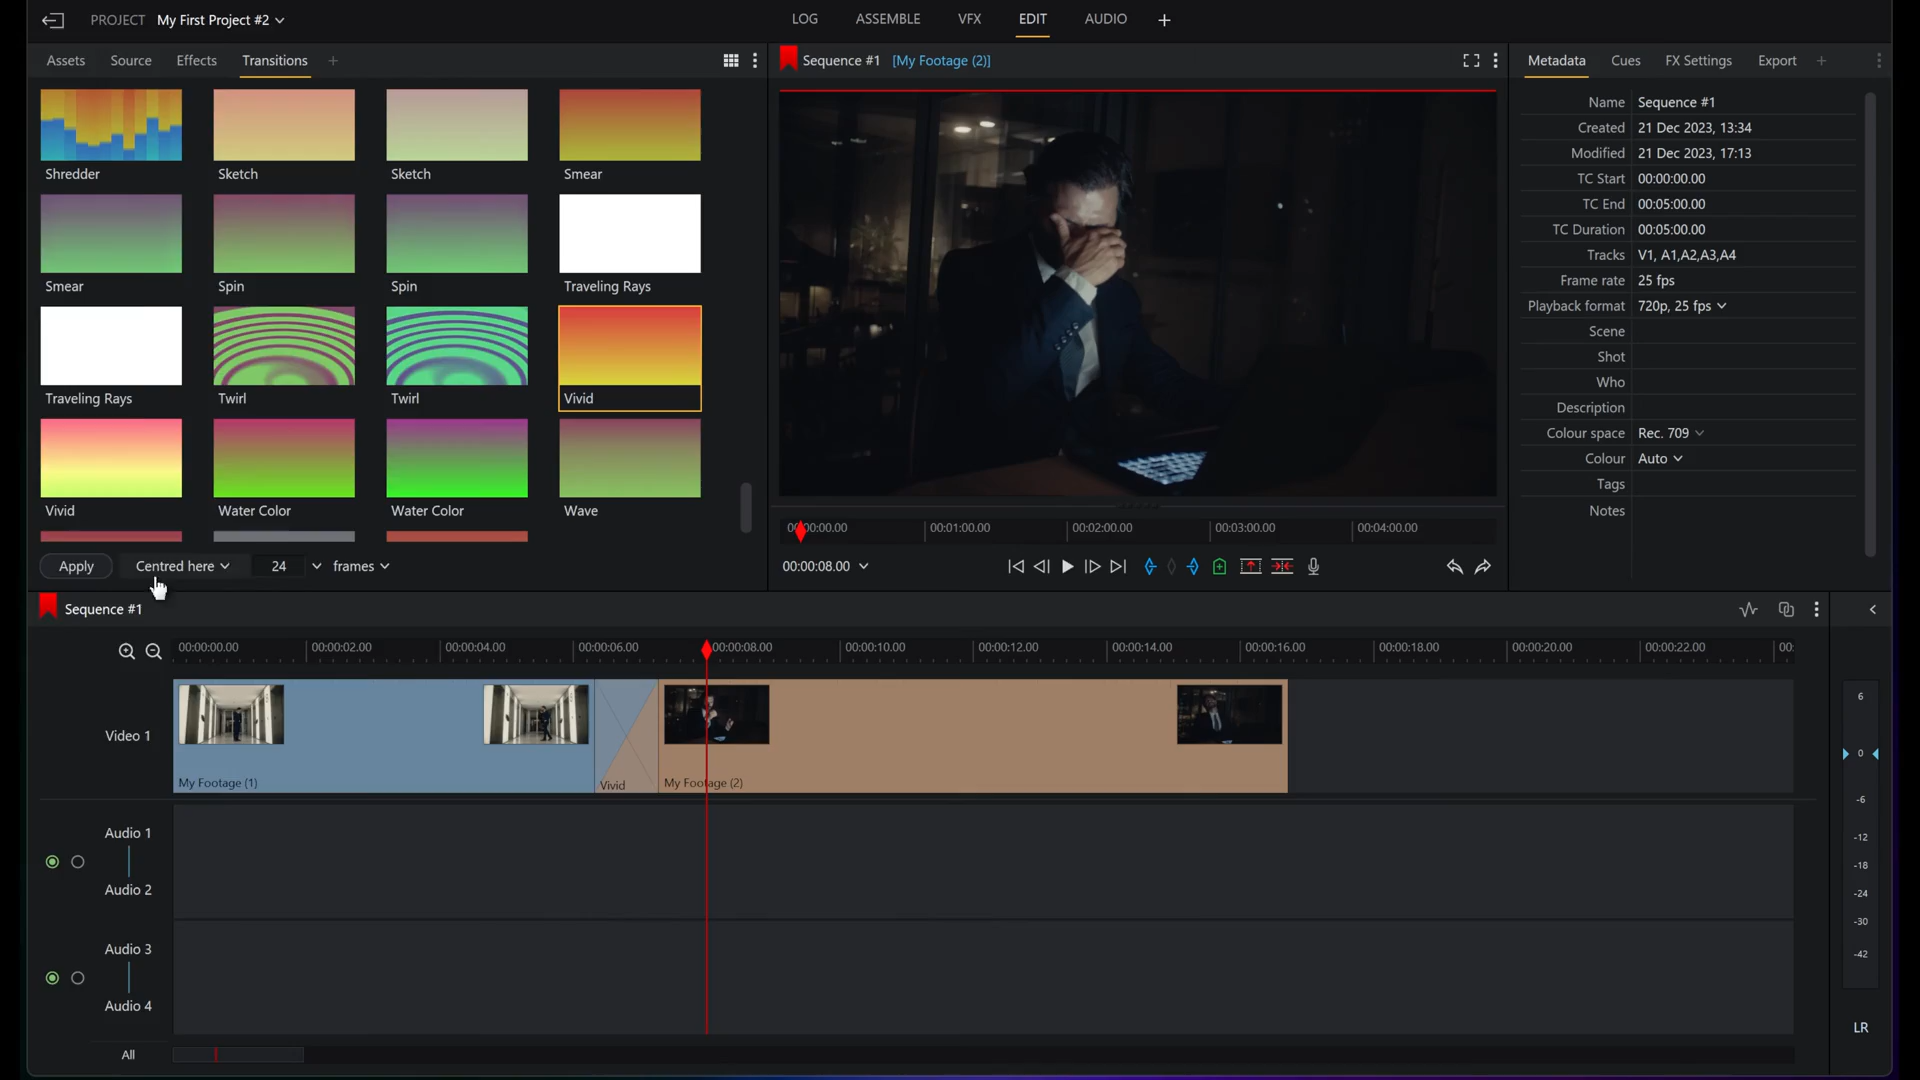 PROJECT My First Project #2
LOG ASSEMBLE VFX EDIT AUDIO
Assets Source Effects Transitions
Sequence #1 [My Footage (2)]
Metadata Cues FX Settings Export
Shredder Sketch Sketch Smear
Smear Spin Spin Traveling Rays
Traveling Rays Twirl Twirl Vivid
Vivid Water Color Water Color Wave
Apply Centred here 24 frames
00:00:00.00 00:01:00.00 00:02:00.00 00:03:00.00 00:04:00.00
00:00:08.00
Name Sequence #1
Created 21 Dec 2023, 13:34
Modified 21 Dec 2023, 17:13
TC Start 00:00:00.00
TC End 00:05:00.00
TC Duration 00:05:00.00
Tracks V1, A1,A2,A3,A4
Frame rate 25 fps
Playback format 720p, 25 fps
Scene
Shot
Who
Description
Colour space Rec. 709
Colour Auto
Tags
Notes
Sequence #1
00:00:00.00 00:00:02.00 00:00:04.00 00:00:06.00 00:00:08.00 00:00:10.00 00:00:12.00 00:00:14.00 00:00:16.00 00:00:18.00 00:00:20.00 00:00:22.00 00:
Video 1
My Footage (1) Vivid My Footage (2)
Audio 1
Audio 2
Audio 3
Audio 4
All
6
0
-6
-12
-18
-24
-30
-42
LR